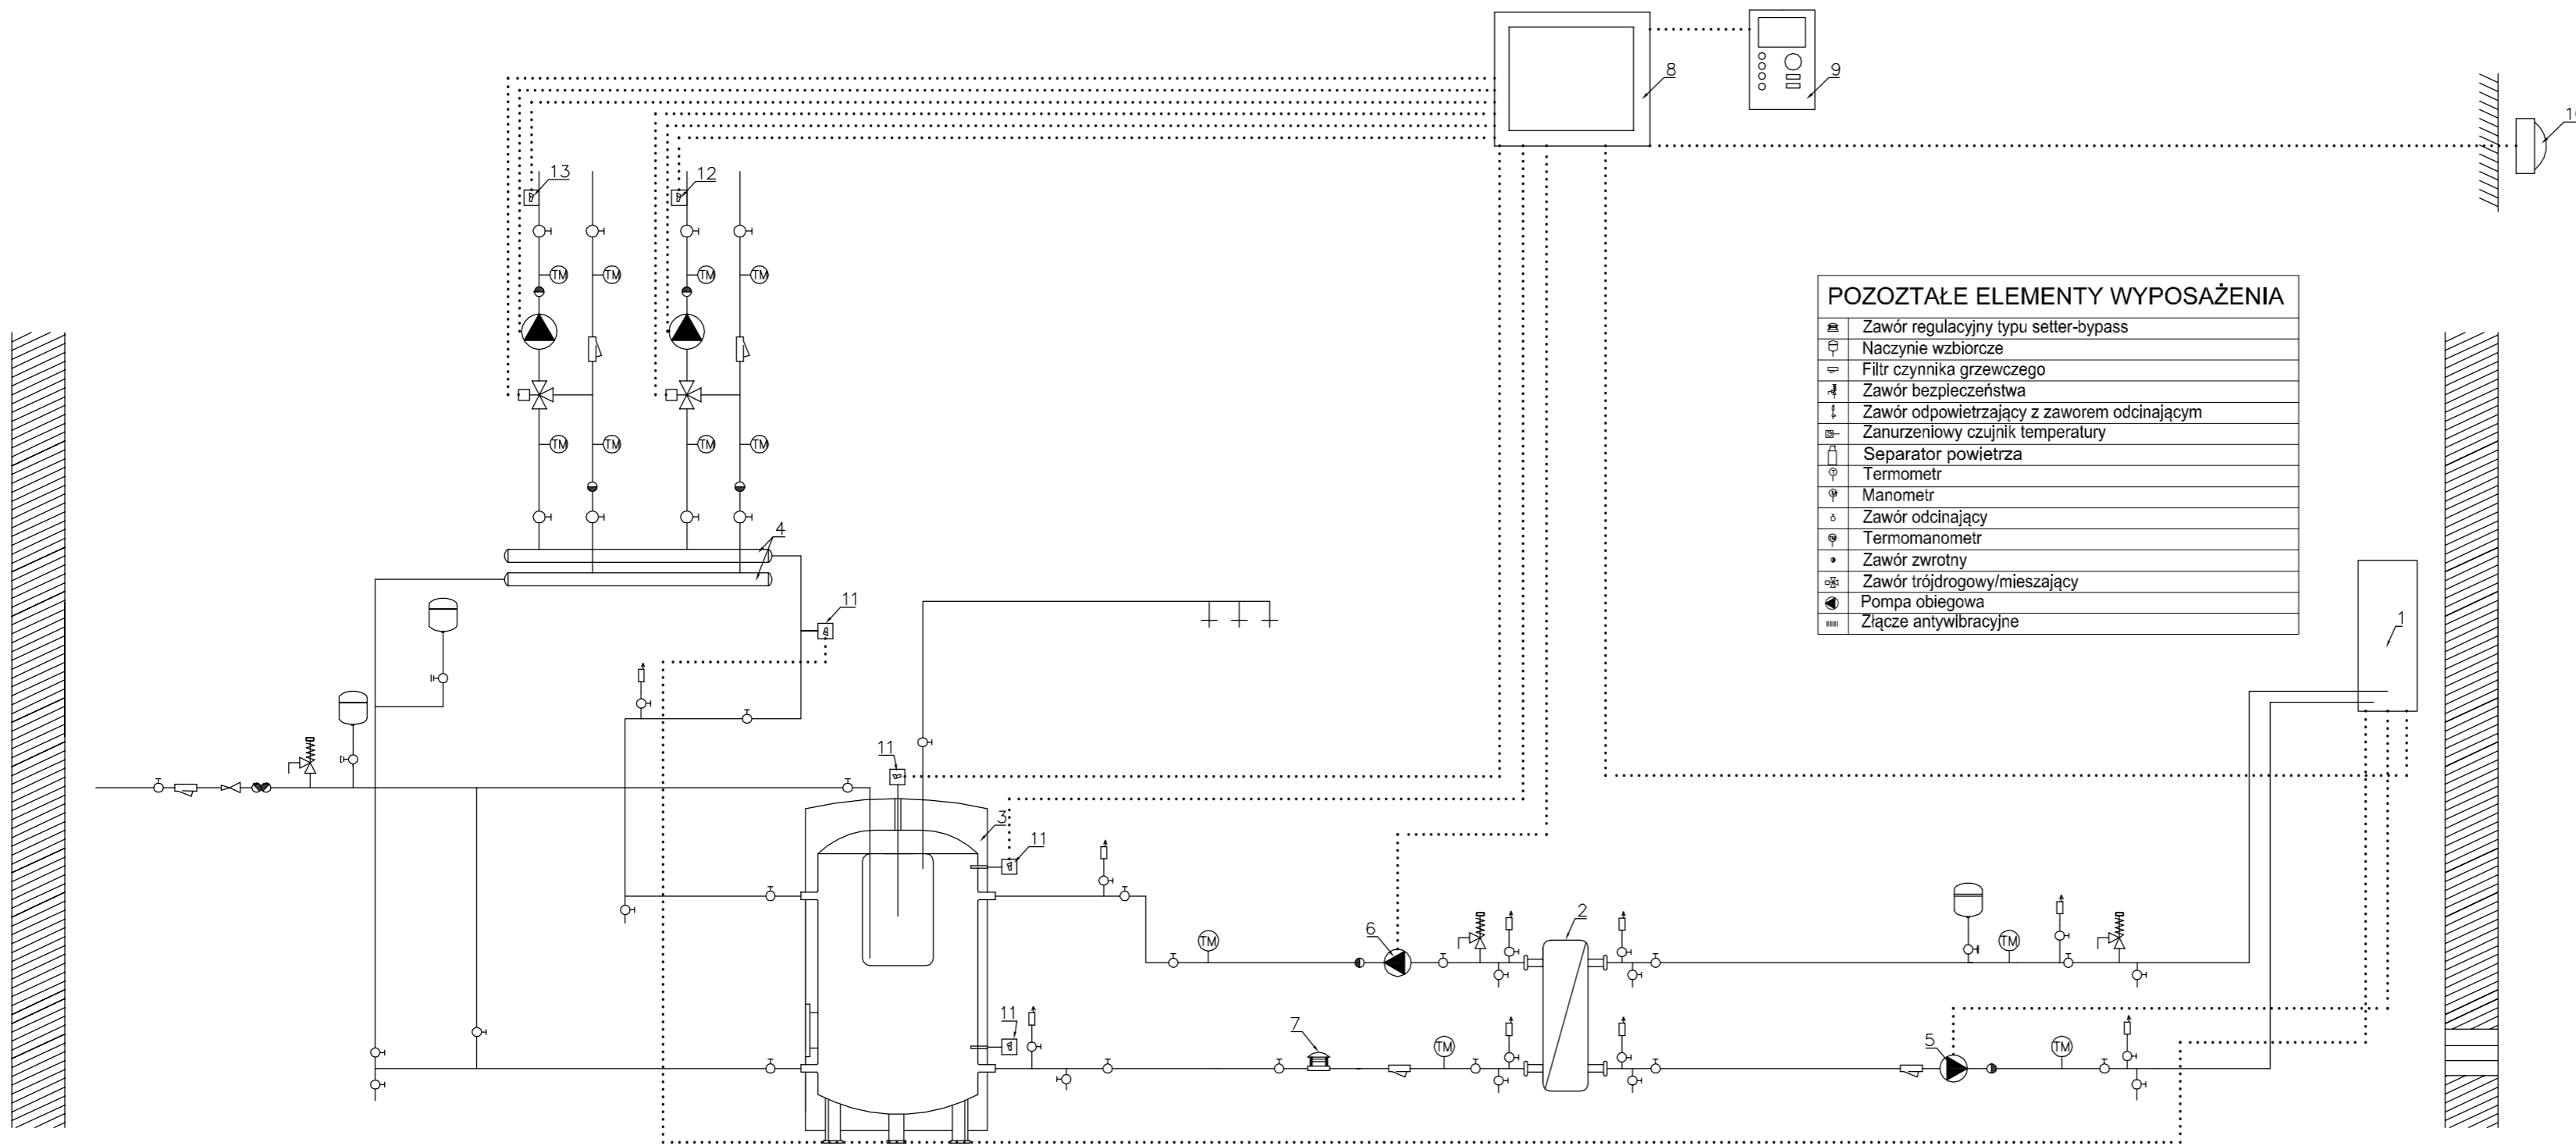 8
9
10
13
12
TM
TM
TM
TM
TM
TM
TM
TM
4
11
POZOZTAŁE ELEMENTY WYPOSAŻENIA
Zawór regulacyjny typu setter-bypass
Naczynie wzbiorcze
Filtr czynnika grzewczego
Zawór bezpieczeństwa
Zawór odpowietrzający z zaworem odcinającym
Zanurzeniowy czujnik temperatury
Separator powietrza
Termometr
Manometr
Zawór odcinający
Termomanometr
Zawór zwrotny
Zawór trójdrogowy/mieszający
Pompa obiegowa
Złącze antywibracyjne
1
11
3
11
2
6
TM
TM
11
7
5
TM
TM